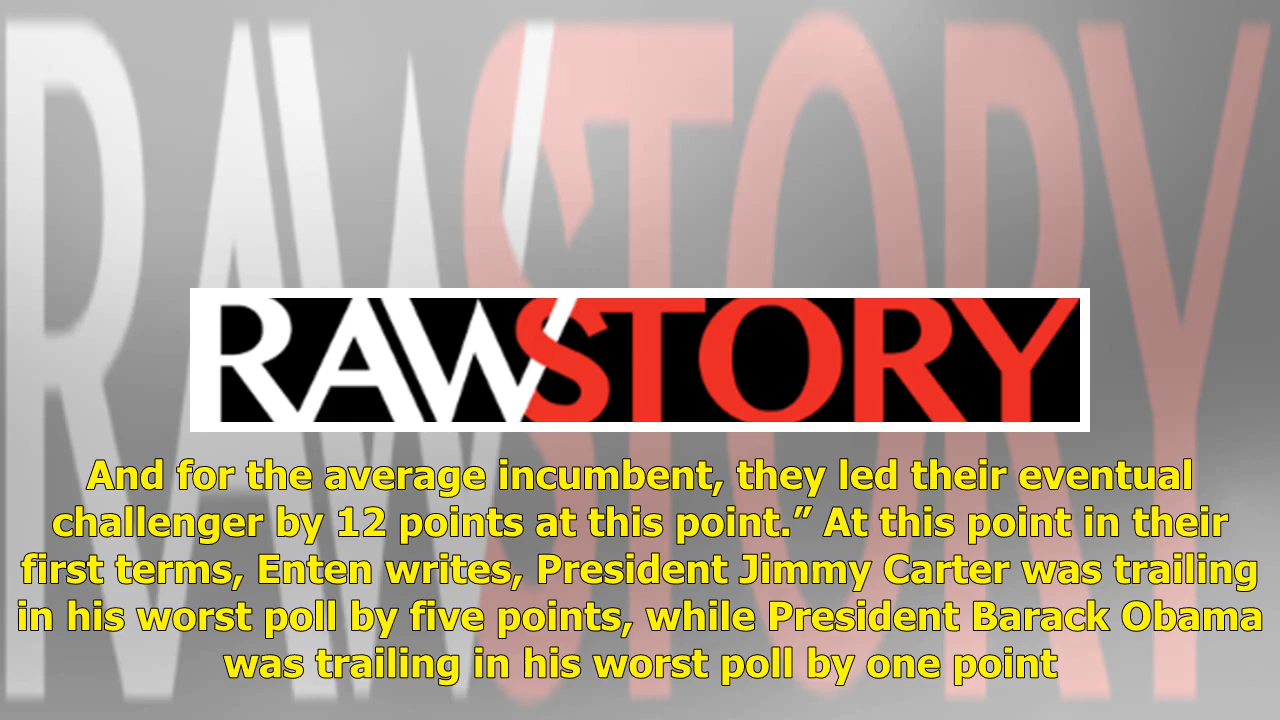 RAWSTORY
RAWSTORY
And for the average incumbent, they led their eventual
challenger by 12 points at this point.” At this point in their
first terms, Enten writes, President Jimmy Carter was trailing
in his worst poll by five points, while President Barack Obama
was trailing in his worst poll by one point